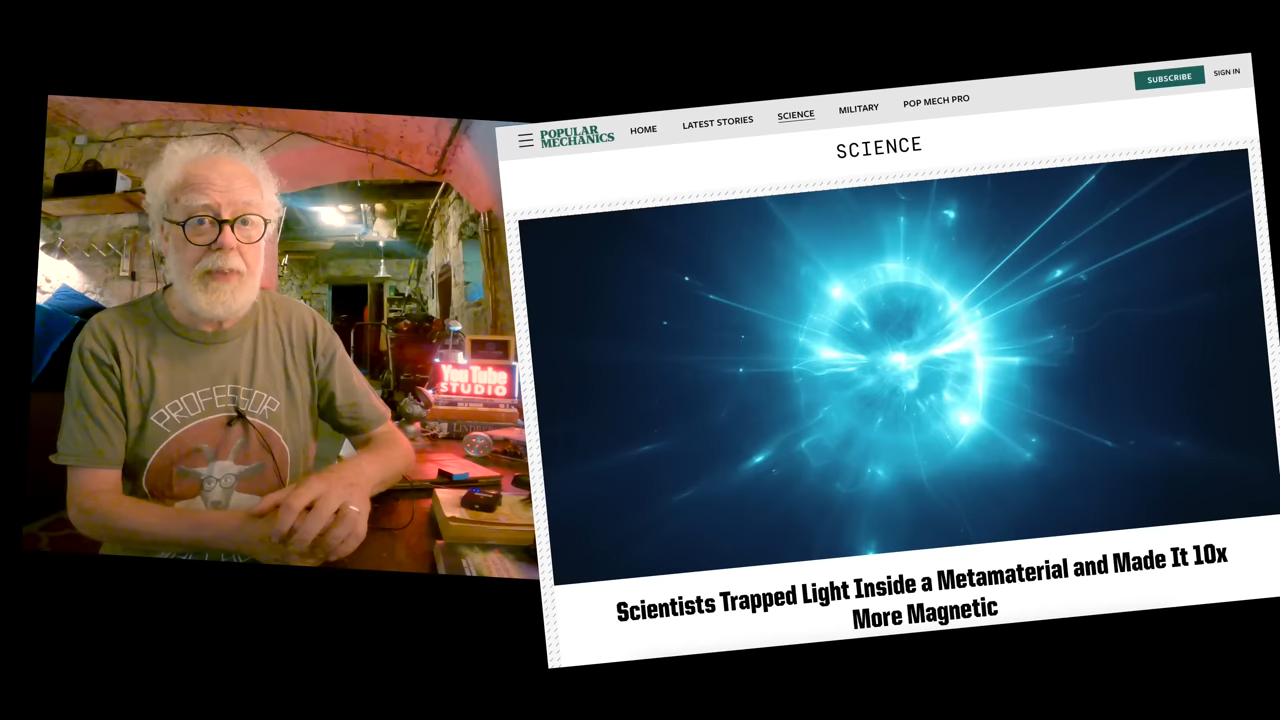 PROFESSOR
YouTube
STUDIO
POPULAR
MECHANICS
HOME
LATEST STORIES
SCIENCE
MILITARY
POP MECH PRO
SUBSCRIBE
SIGN IN
SCIENCE
Scientists Trapped Light Inside a Metamaterial and Made It 10x
More Magnetic